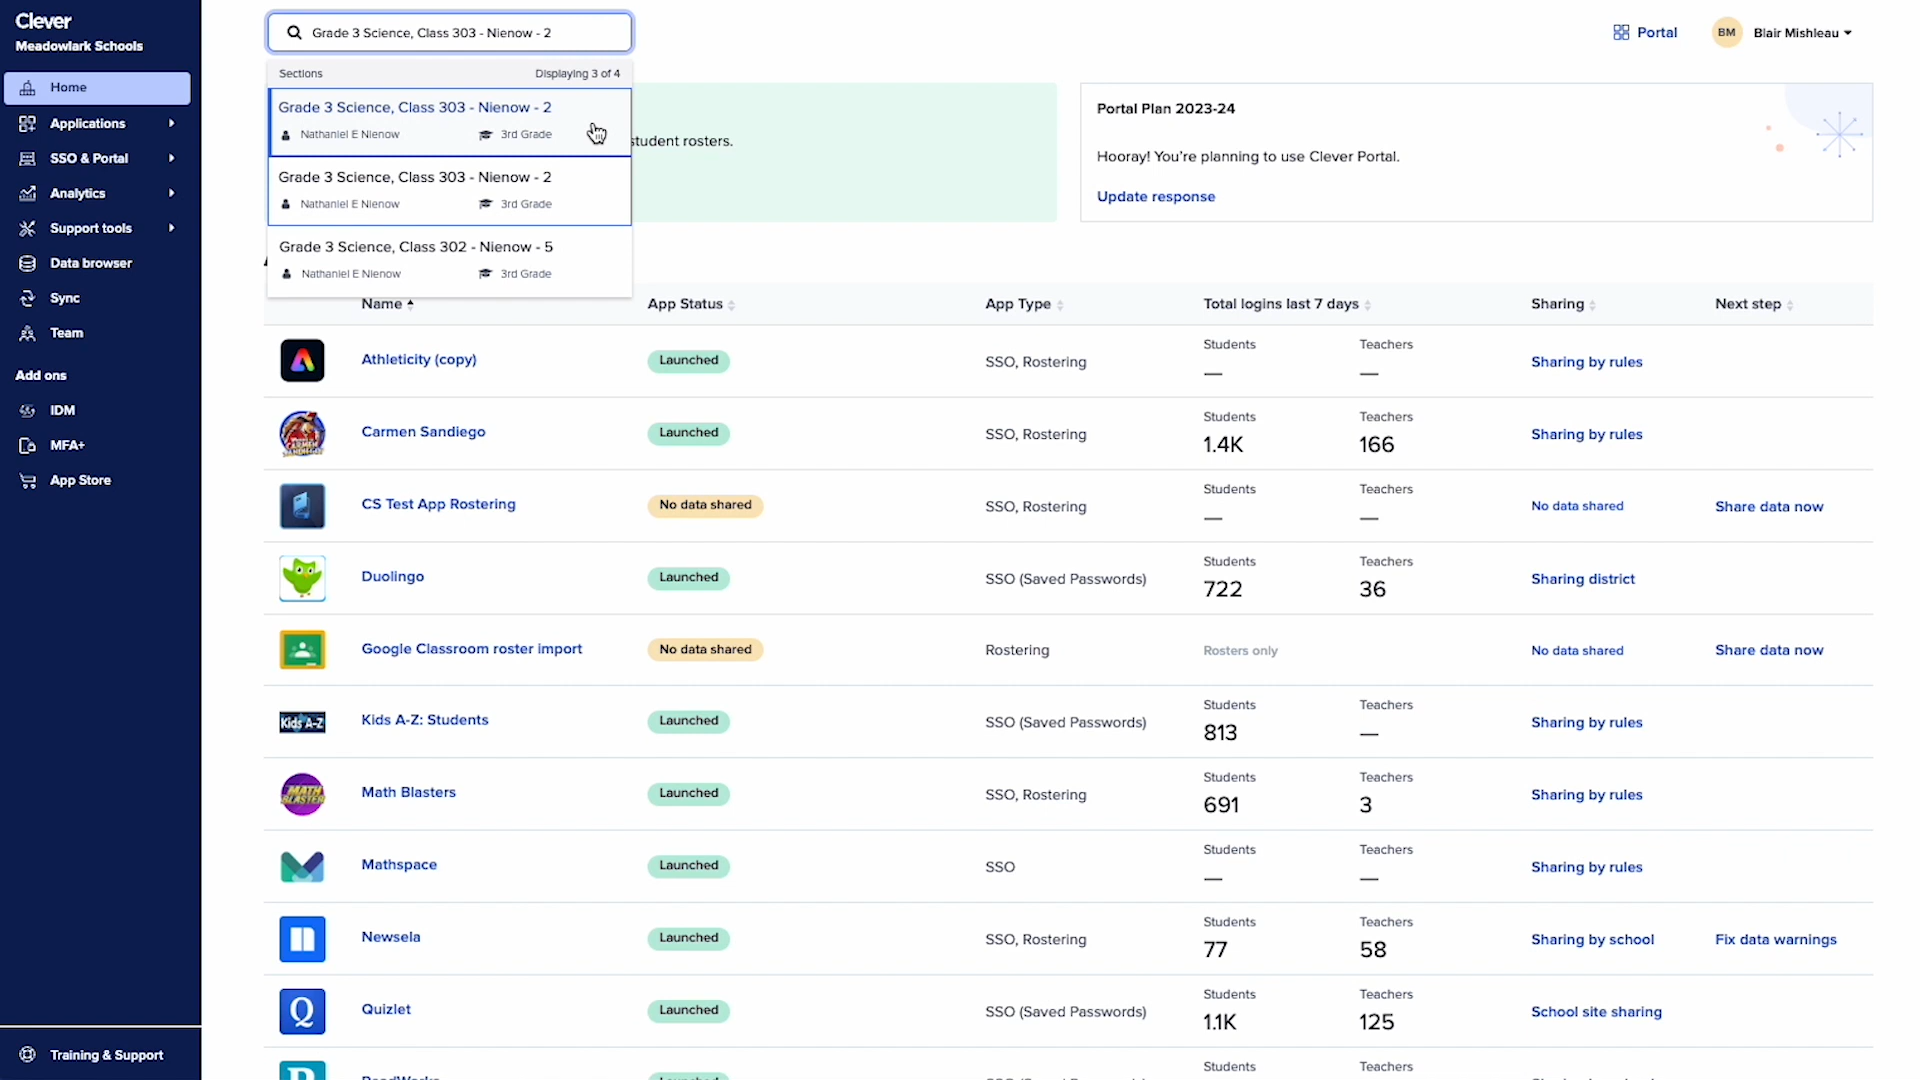 Clever
Meadowlark Schools
Home
Applications
SSO & Portal
Analytics
Support tools
Data browser
Sync
Team
Add ons
IDM
MFA+
App Store
Training & Support
Grade 3 Science, Class 303 - Nienow - 2
Portal
BM
Blair Mishleau
Sections
Displaying 3 of 4
Grade 3 Science, Class 303 - Nienow - 2
Nathaniel E Nienow
3rd Grade
Grade 3 Science, Class 303 - Nienow - 2
Nathaniel E Nienow
3rd Grade
Grade 3 Science, Class 302 - Nienow - 5
Nathaniel E Nienow
3rd Grade
student rosters.
Portal Plan 2023-24
Hooray! You're planning to use Clever Portal.
Update response
Name
App Status
App Type
Total logins last 7 days
Sharing
Next step
Athleticity (copy)
Launched
SSO, Rostering
Students
—
Teachers
—
Sharing by rules
Carmen Sandiego
Launched
SSO, Rostering
Students
1.4K
Teachers
166
Sharing by rules
CS Test App Rostering
No data shared
SSO, Rostering
Students
—
Teachers
—
No data shared
Share data now
Duolingo
Launched
SSO (Saved Passwords)
Students
722
Teachers
36
Sharing district
Google Classroom roster import
No data shared
Rostering
Rosters only
No data shared
Share data now
Kids A-Z
Kids A-Z: Students
Launched
SSO (Saved Passwords)
Students
813
Teachers
—
Sharing by rules
MATH BLASTER
Math Blasters
Launched
SSO, Rostering
Students
691
Teachers
3
Sharing by rules
Mathspace
Launched
SSO
Students
—
Teachers
—
Sharing by rules
Newsela
Launched
SSO, Rostering
Students
77
Teachers
58
Sharing by school
Fix data warnings
Q
Quizlet
Launched
SSO (Saved Passwords)
Students
1.1K
Teachers
125
School site sharing
Students
Teachers